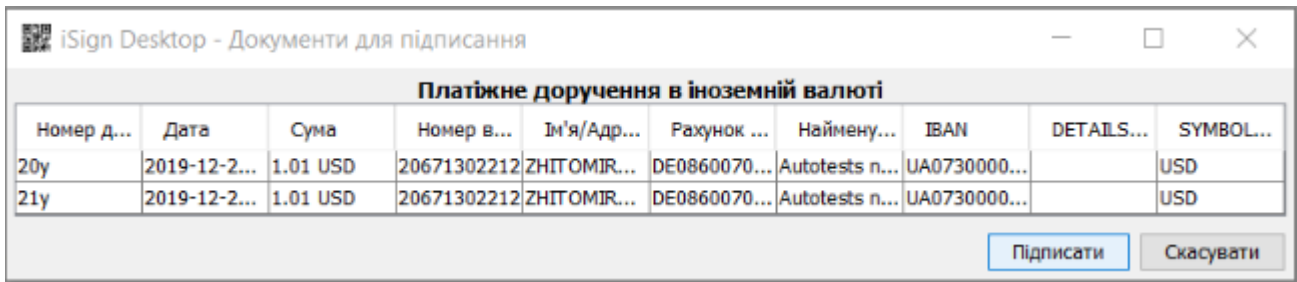 iSign Desktop - Документи для підписання
Платіжне доручення в іноземній валюті
Номер д... Дата Сума Номер в... Ім'я/Адр... Рахунок ... Наймену... IBAN DETAILS... SYMBOL...
20y 2019-12-2... 1.01 USD 20671302212 ZHITOMIR... DE0860070... Autotests n... UA0730000... USD
21y 2019-12-2... 1.01 USD 20671302212 ZHITOMIR... DE0860070... Autotests n... UA0730000... USD
Підписати Скасувати